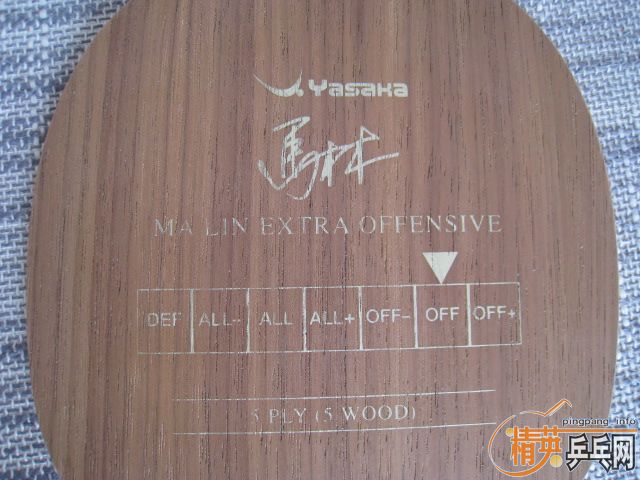 Yasaka
馬林
MA LIN EXTRA OFFENSIVE
DEF ALL- ALL ALL+ OFF- OFF OFF+
5 PLY (5 WOOD)
pingpang_info
精英乒乓网